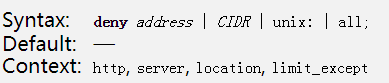 Syntax: deny address | CIDR | unix: | all;
Default: —
Context: http, server, location, limit_except